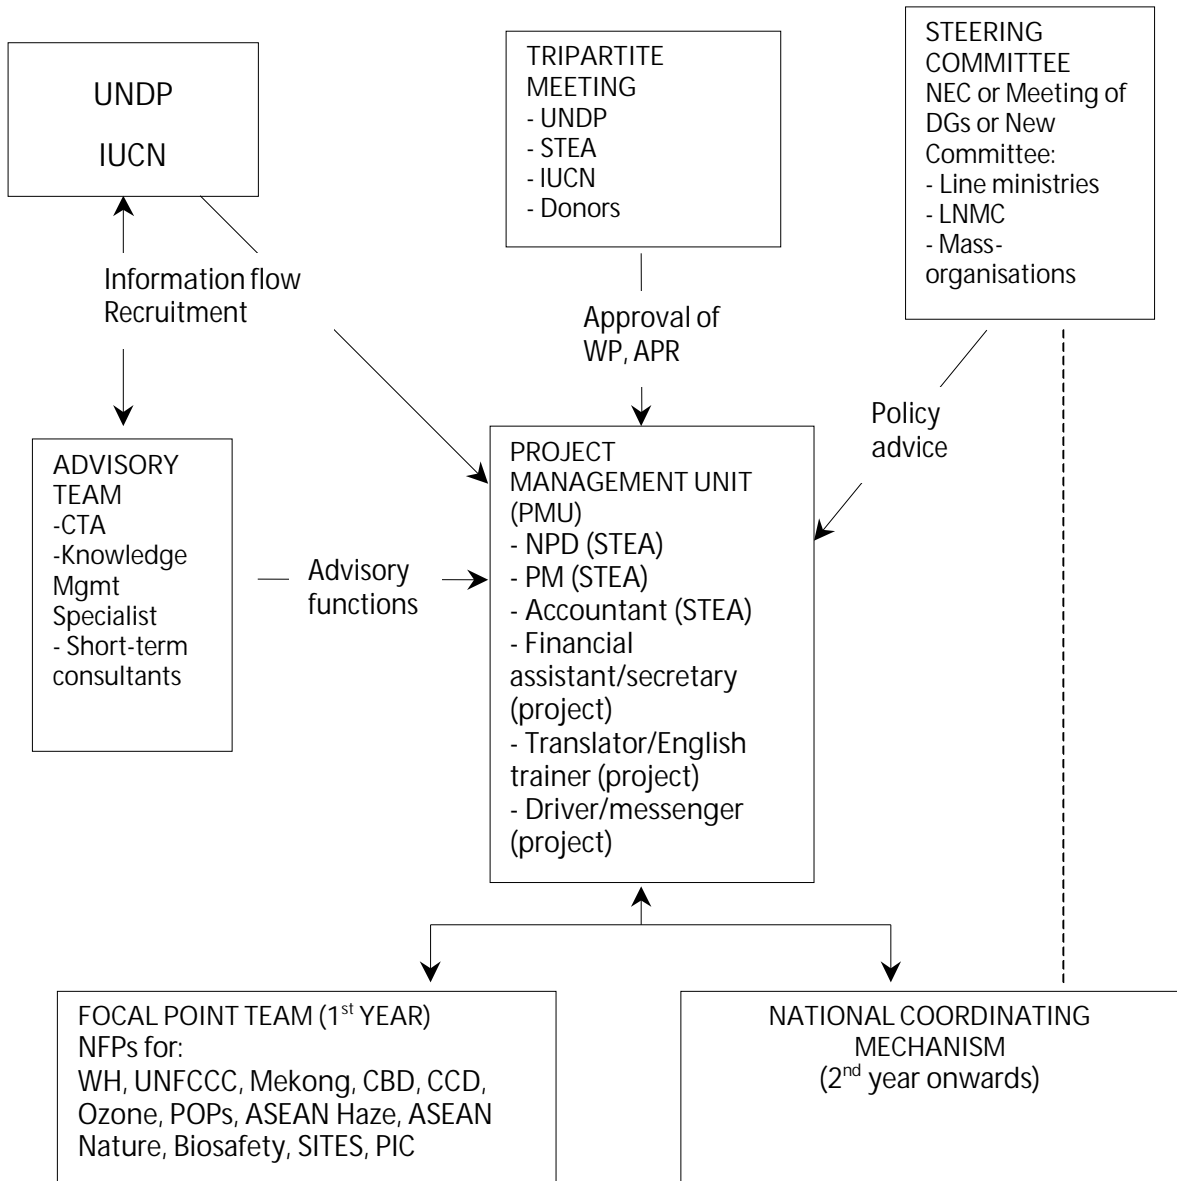 UNDP
IUCN
TRIPARTITE
MEETING
- UNDP
- STEA
- IUCN
- Donors
STEERING
COMMITTEE
NEC or Meeting of
DGs or New
Committee:
- Line ministries
- LNMC
- Mass-
organisations
Information flow
Recruitment
Approval of
WP, APR
Policy
advice
ADVISORY
TEAM
-CTA
-Knowledge
Mgmt
Specialist
- Short-term
consultants
Advisory
functions
PROJECT
MANAGEMENT UNIT
(PMU)
- NPD (STEA)
- PM (STEA)
- Accountant (STEA)
- Financial
assistant/secretary
(project)
- Translator/English
trainer (project)
- Driver/messenger
(project)
FOCAL POINT TEAM (1st YEAR)
NFPs for:
WH, UNFCCC, Mekong, CBD, CCD,
Ozone, POPs, ASEAN Haze, ASEAN
Nature, Biosafety, SITES, PIC
NATIONAL COORDINATING
MECHANISM
(2nd year onwards)